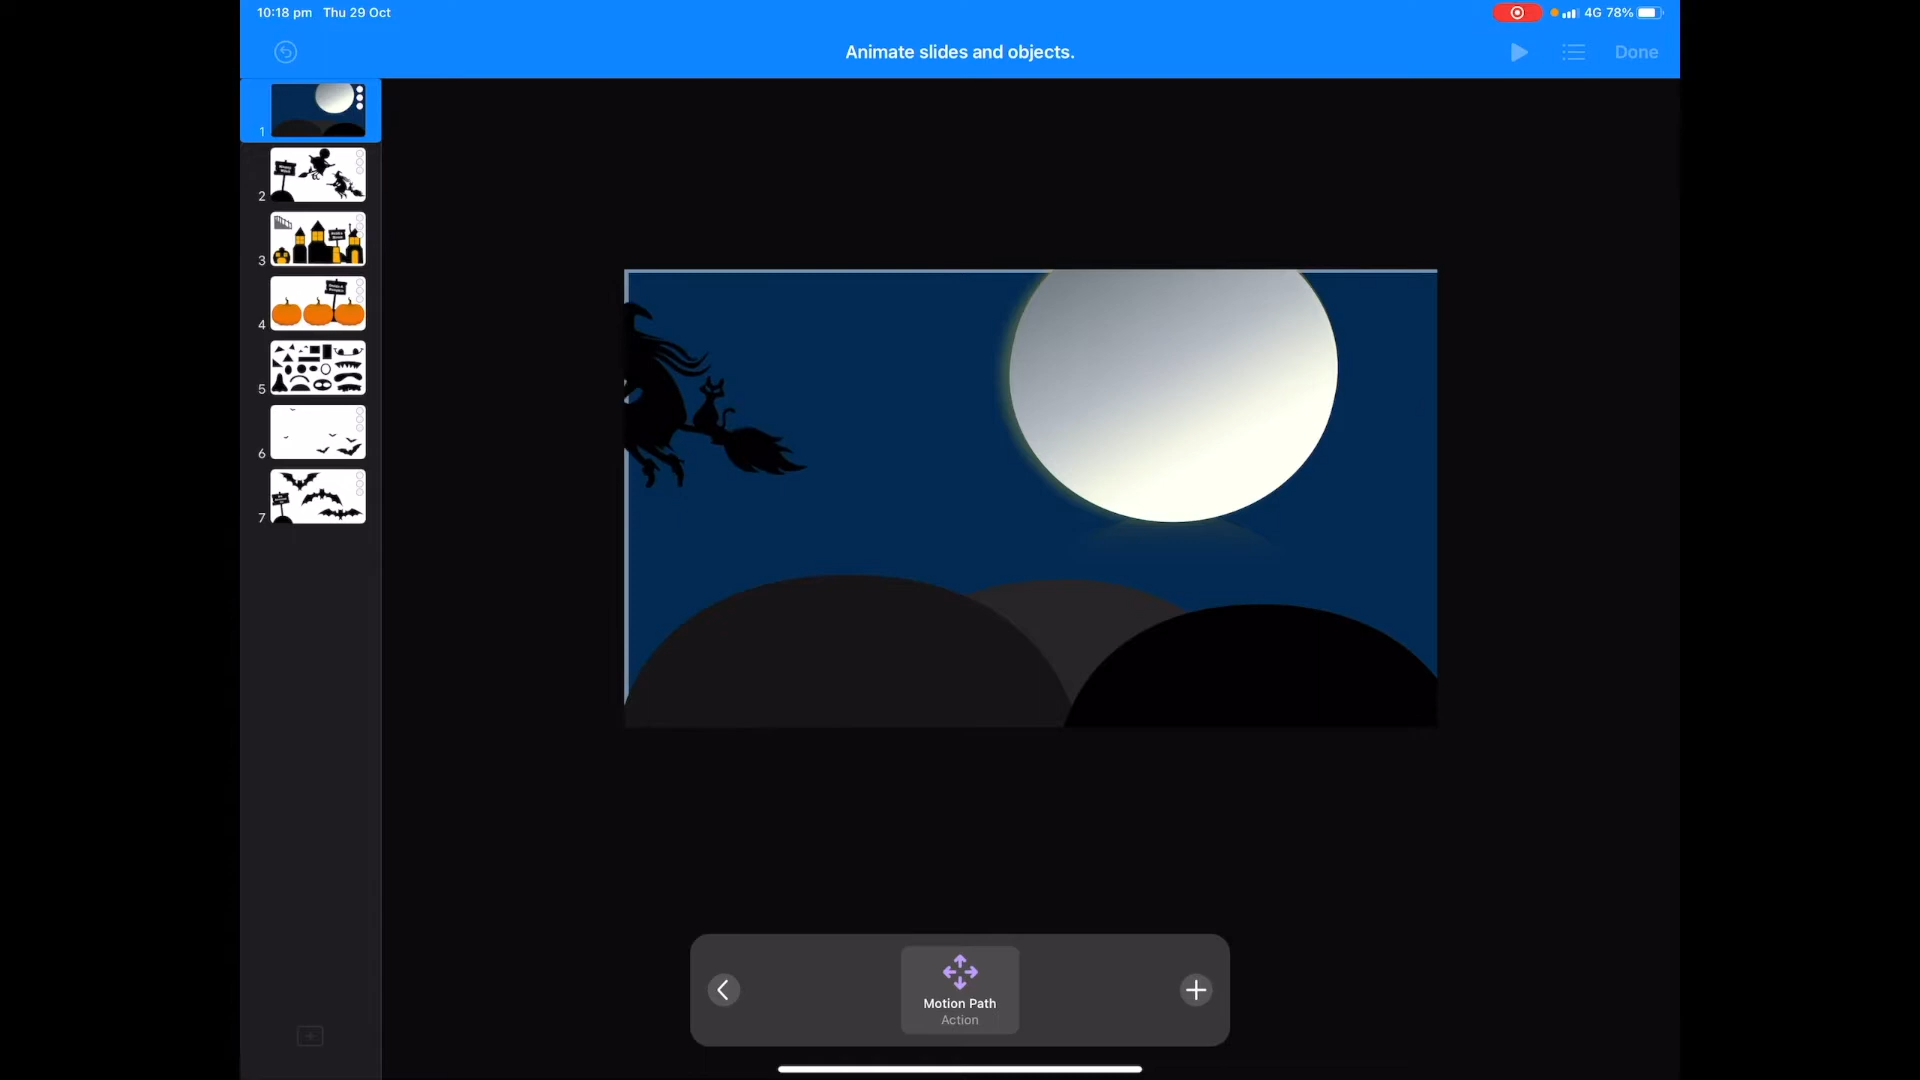 10:18 pm Thu 29 Oct
4G 78%
Animate slides and objects.
Done
1
2
3
4
5
6
7
Motion Path
Action